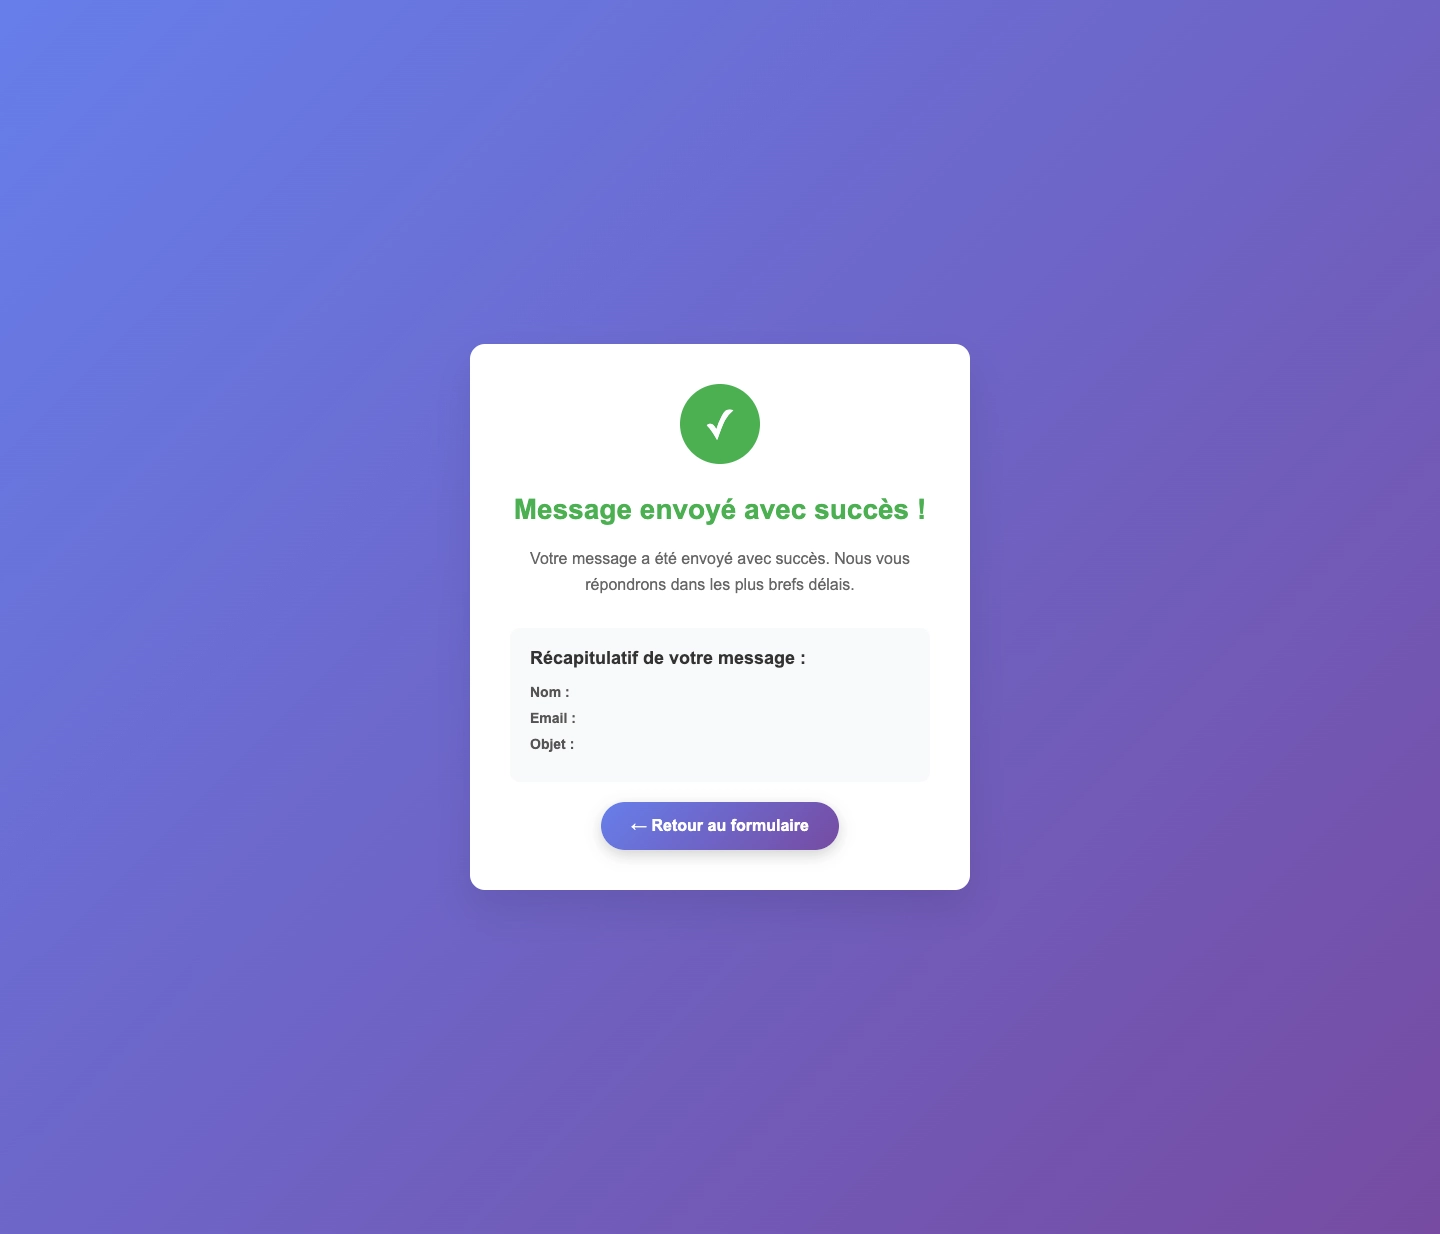 Message envoyé avec succès !
Votre message a été envoyé avec succès. Nous vous
répondrons dans les plus brefs délais.
Récapitulatif de votre message :
Nom :
Email :
Objet :
← Retour au formulaire